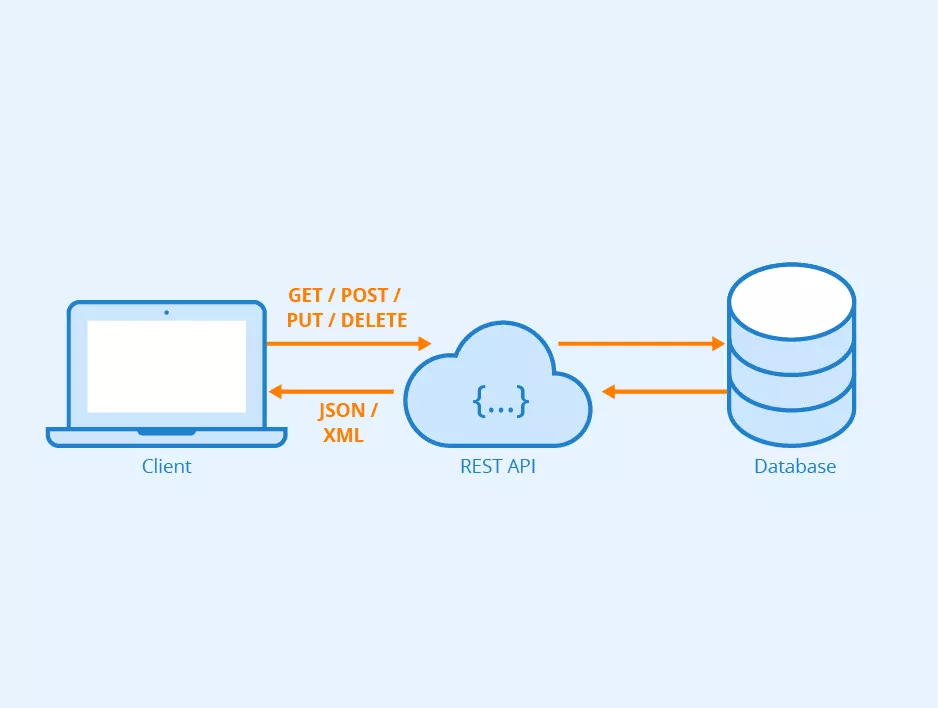 GET / POST /
PUT / DELETE
JSON /
XML
{...}
Client
REST API
Database